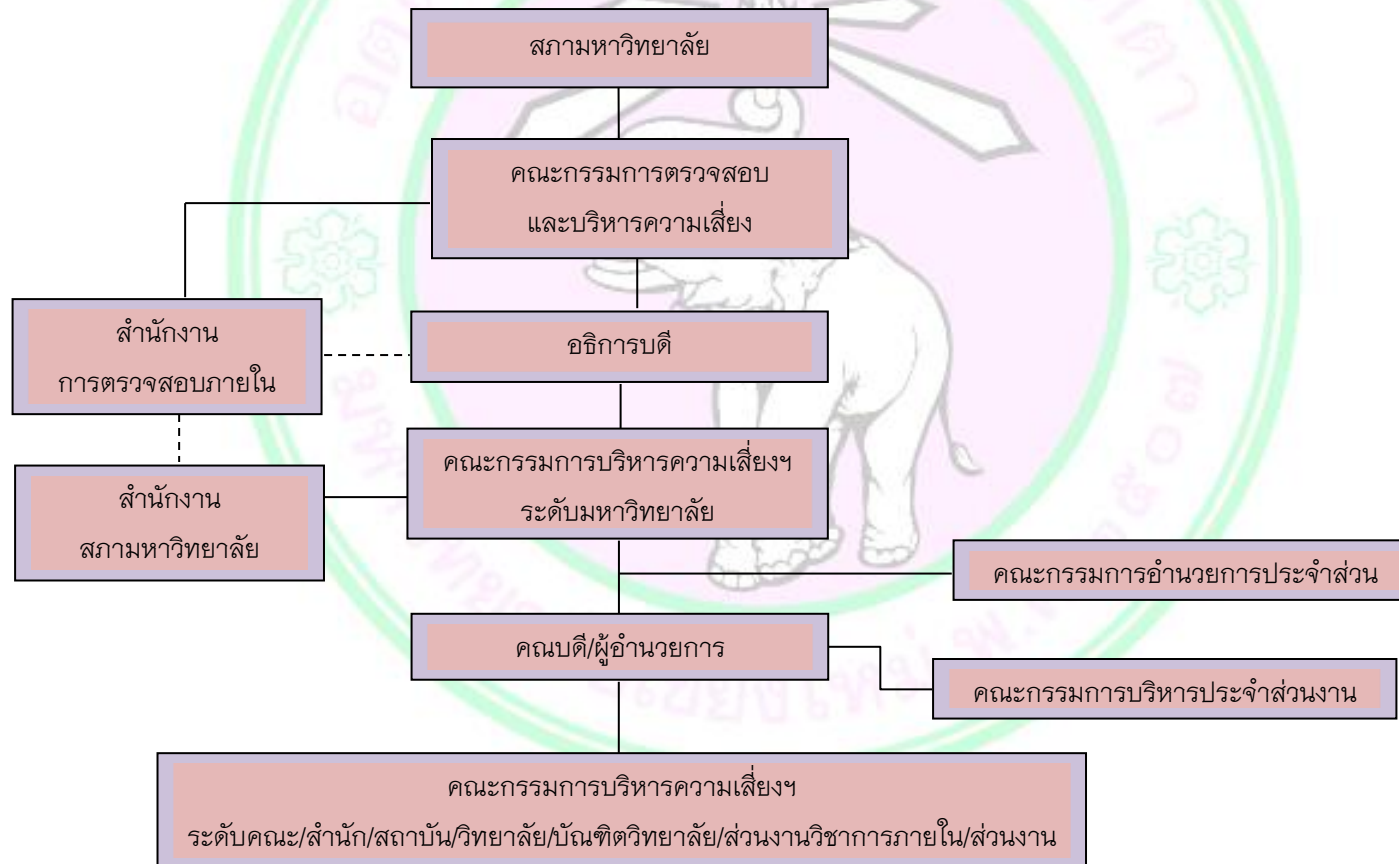 สภามหาวิทยาลัย
คณะกรรมการตรวจสอบ
และบริหารความเสี่ยง
สำนักงาน
การตรวจสอบภายใน
อธิการบดี
คณะกรรมการบริหารความเสี่ยงฯ
ระดับมหาวิทยาลัย
สำนักงาน
สภามหาวิทยาลัย
คณะกรรมการอำนวยการประจำส่วน
คณบดี/ผู้อำนวยการ
คณะกรรมการบริหารประจำส่วนงาน
คณะกรรมการบริหารความเสี่ยงฯ
ระดับคณะ/สำนัก/สถาบัน/วิทยาลัย/บัณฑิตวิทยาลัย/ส่วนงานวิชาการภายใน/ส่วนงาน